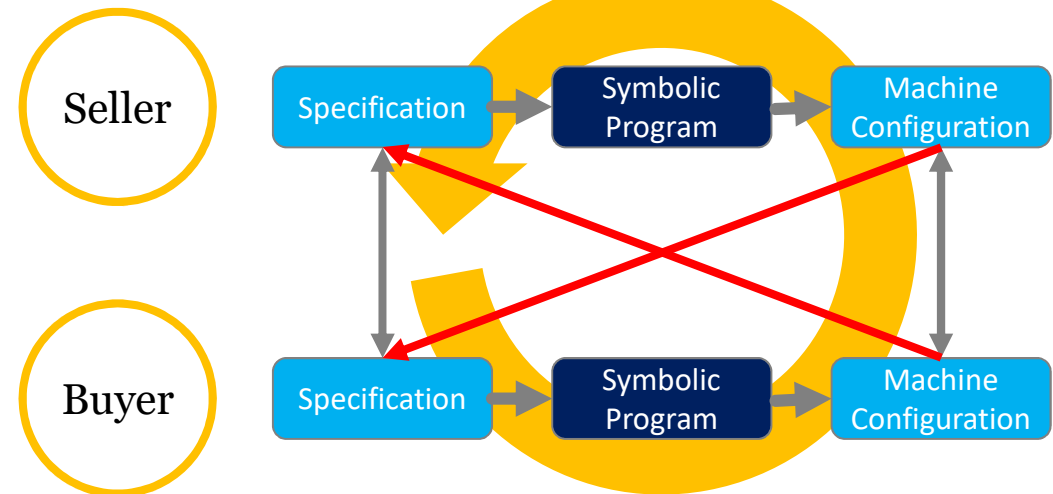 Seller
Specification
Symbolic
Program
Machine
Configuration
Buyer
Specification
Symbolic
Program
Machine
Configuration